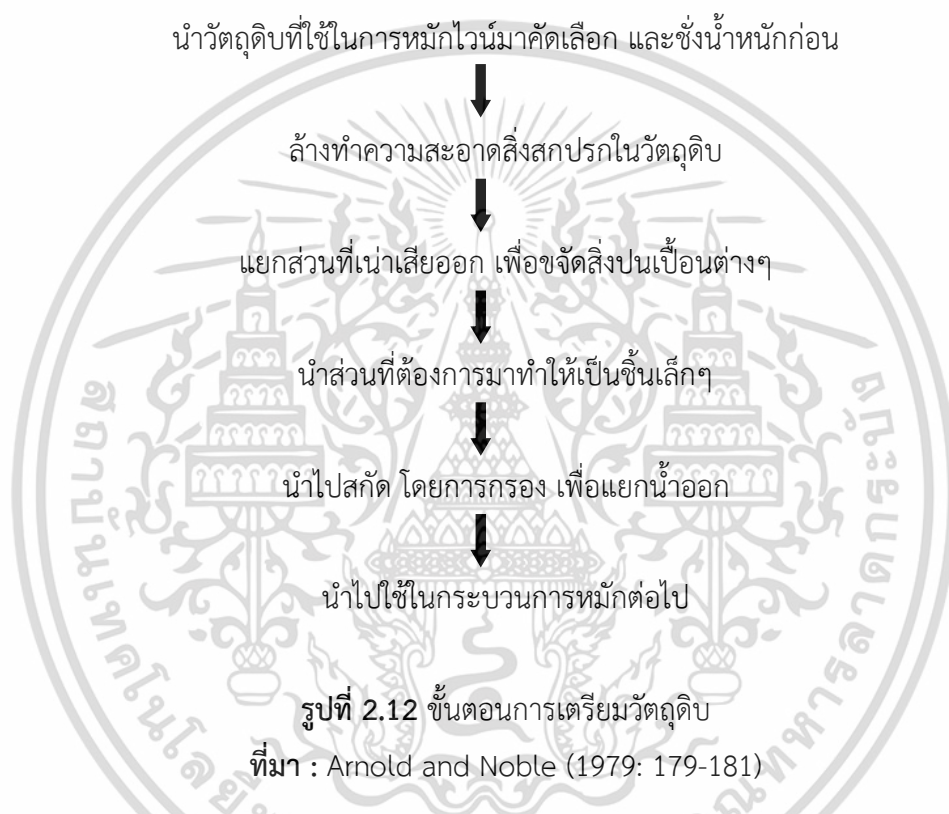 นำวัตถุดิบที่ใช้ในการหมักไวน์มาคัดเลือก และชั่งน้ำหนักก่อน
ล้างทำความสะอาดสิ่งสกปรกในวัตถุดิบ
แยกส่วนที่เน่าเสียออก เพื่อขจัดสิ่งปนเปื้อนต่างๆ
นำส่วนที่ต้องการมาทำให้เป็นชิ้นเล็กๆ
นำไปสกัด โดยการกรอง เพื่อแยกน้ำออก
นำไปใช้ในกระบวนการหมักต่อไป
รูปที่ 2.12 ขั้นตอนการเตรียมวัตถุดิบ
ที่มา : Arnold and Noble (1979: 179-181)